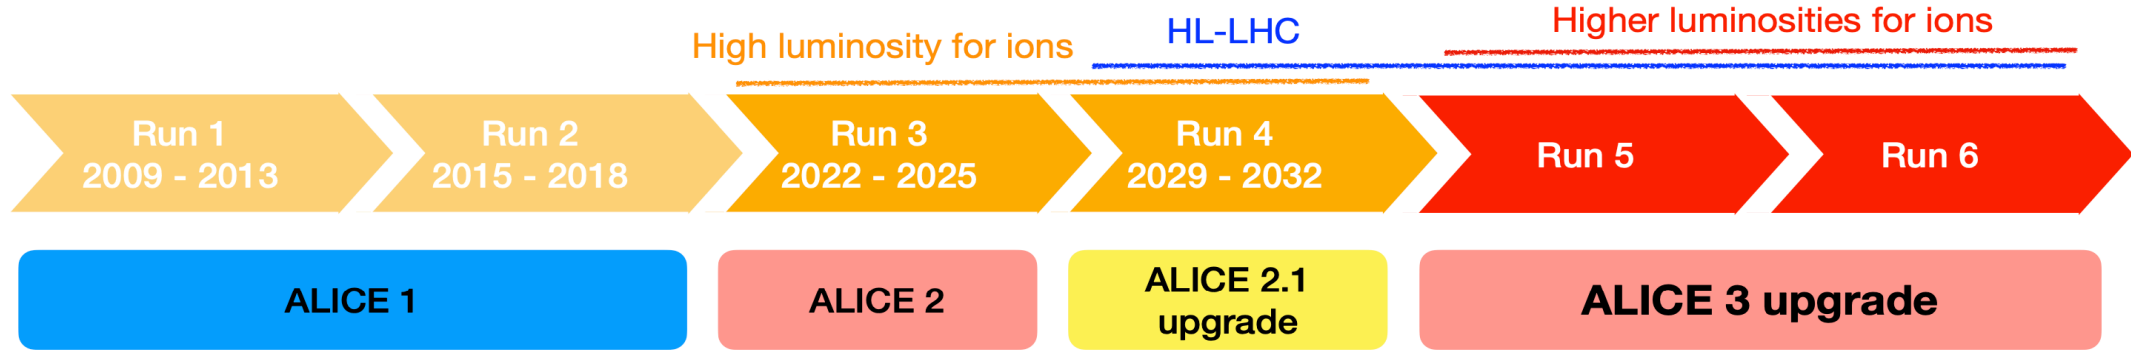 High luminosity for ions
HL-LHC
Higher luminosities for ions
Run 1
2009 - 2013
Run 2
2015 - 2018
Run 3
2022 - 2025
Run 4
2029 - 2032
Run 5
Run 6
ALICE 1
ALICE 2
ALICE 2.1
upgrade
ALICE 3 upgrade